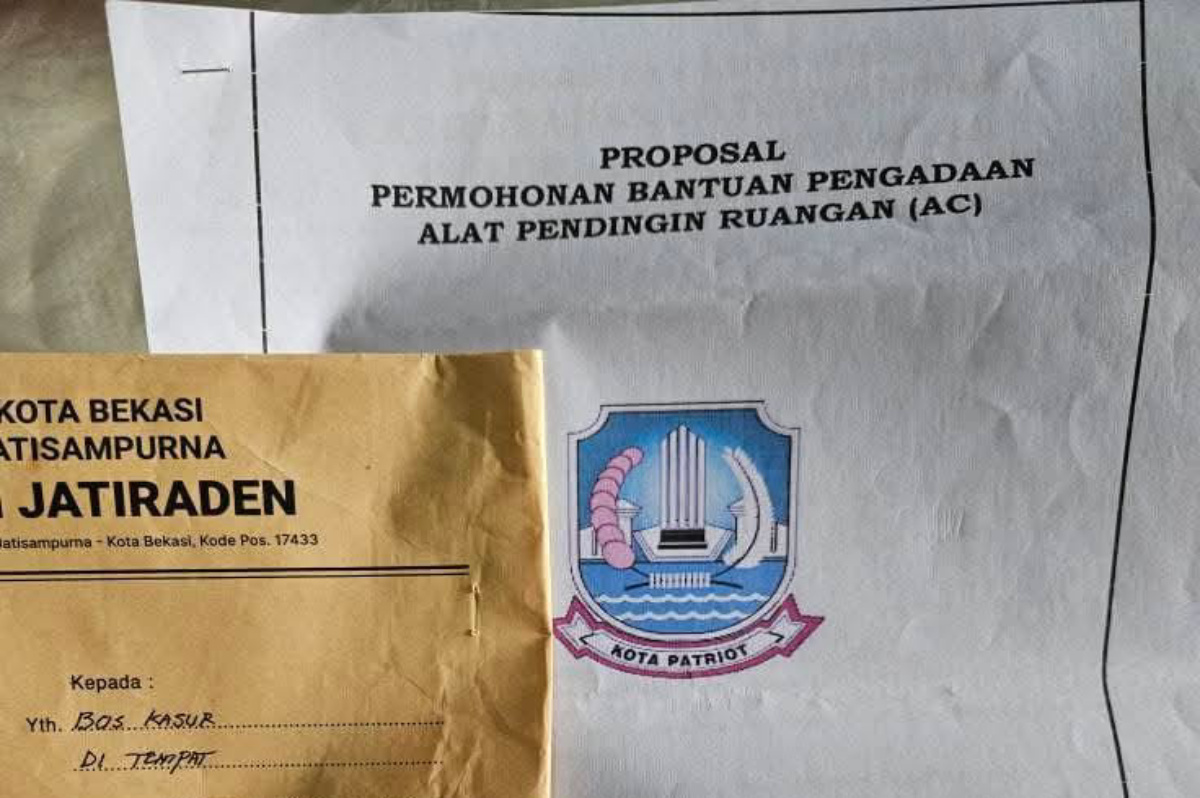 PROPOSAL
PERMOHONAN BANTUAN PENGADAAN
ALAT PENDINGIN RUANGAN (AC)
KOTA PATRIOT
KOTA BEKASI
ATISAMPURNA
JATIRADEN
Jatisampurna - Kota Bekasi, Kode Pos. 17433
Kepada :
Yth. BOS KASUR
DI TEMPAT